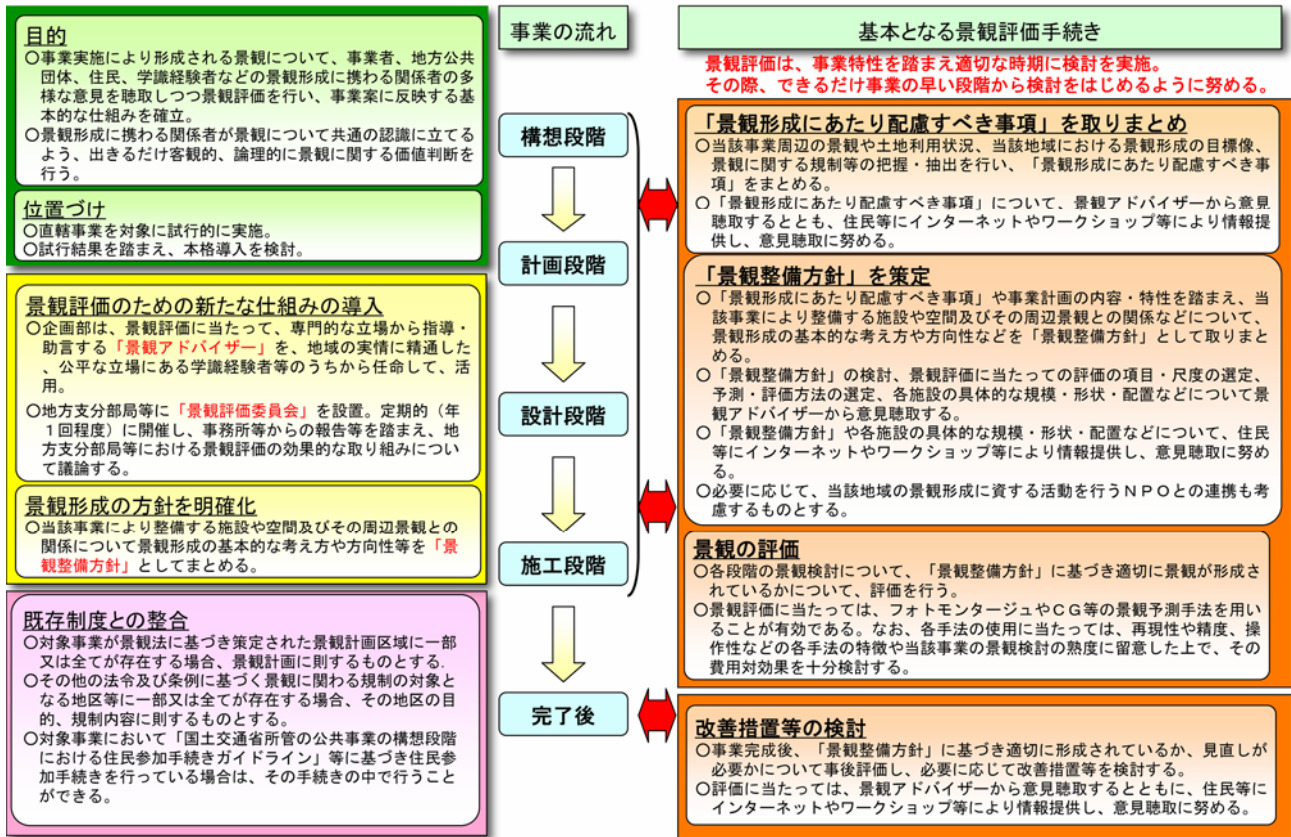 目的
○事業実施により形成される景観について、事業者、地方公共
団体、住民、学識経験者などの景観形成に携わる関係者の多
様な意見を聴取しつつ景観評価を行い、事業案に反映する基
本的な仕組みを確立。
○景観形成に携わる関係者が景観について共通の認識に立てる
よう、出きるだけ客観的、論理的に景観に関する価値判断を
行う。
位置づけ
○直轄事業を対象に試行的に実施。
○試行結果を踏まえ、本格導入を検討。
景観評価のための新たな仕組みの導入
○企画部は、景観評価に当たって、専門的な立場から指導・
助言する「景観アドバイザー」を、地域の実情に精通した
、公平な立場にある学識経験者等のうちから任命して、活
用。
○地方支分部局等に「景観評価委員会」を設置。定期的（年
１回程度）に開催し、事務所等からの報告等を踏まえ、地
方支分部局等における景観評価の効果的な取り組みについ
て議論する。
景観形成の方針を明確化
○当該事業により整備する施設や空間及びその周辺景観との
関係について景観形成の基本的な考え方や方向性等を「景
観整備方針」としてまとめる。
既存制度との整合
○対象事業が景観法に基づき策定された景観計画区域に一部
又は全てが存在する場合、景観計画に則するものとする.
○その他の法令及び条例に基づく景観に関わる規制の対象と
なる地区等に一部又は全てが存在する場合、その地区の目
的、規制内容に則するものとする。
○対象事業において「国土交通省所管の公共事業の構想段階
における住民参加手続きガイドライン」等に基づき住民参
加手続きを行っている場合は、その手続きの中で行うこと
ができる。
事業の流れ
構想段階
計画段階
設計段階
施工段階
完了後
基本となる景観評価手続き
景観評価は、事業特性を踏まえ適切な時期に検討を実施。
その際、できるだけ事業の早い段階から検討をはじめるように努める。
「景観形成にあたり配慮すべき事項」を取りまとめ
○当該事業周辺の景観や土地利用状況、当該地域における景観形成の目標像、
景観に関する規制等の把握・抽出を行い、「景観形成にあたり配慮すべき事
項」をまとめる。
○「景観形成にあたり配慮すべき事項」について、景観アドバイザーから意見
聴取するととも、住民等にインターネットやワークショップ等により情報提
供し、意見聴取に努める。
「景観整備方針」を策定
○「景観形成にあたり配慮すべき事項」や事業計画の内容・特性を踏まえ、当
該事業により整備する施設や空間及びその周辺景観との関係などについて、
景観形成の基本的な考え方や方向性などを「景観整備方針」として取りまと
める。
○「景観整備方針」の検討、景観評価に当たっての評価の項目・尺度の選定、
予測・評価方法の選定、各施設の具体的な規模・形状・配置などについて景
観アドバイザーから意見聴取する。
○「景観整備方針」や各施設の具体的な規模・形状・配置などについて、住民
等にインターネットやワークショップ等により情報提供し、意見聴取に努め
る。
○必要に応じて、当該地域の景観形成に資する活動を行うＮＰＯとの連携も考
慮するものとする。
景観の評価
○各段階の景観検討について、「景観整備方針」に基づき適切に景観が形成さ
れているかについて、評価を行う。
○景観評価に当たっては、フォトモンタージュやＣＧ等の景観予測手法を用い
ることが有効である。なお、各手法の使用に当たっては、再現性や精度、操
作性などの各手法の特徴や当該事業の景観検討の熟度に留意した上で、その
費用対効果を十分検討する。
改善措置等の検討
○事業完成後、「景観整備方針」に基づき適切に形成されているか、見直しが
必要かについて事後評価し、必要に応じて改善措置等を検討する。
○評価に当たっては、景観アドバイザーから意見聴取するとともに、住民等に
インターネットやワークショップ等により情報提供し、意見聴取に努める。